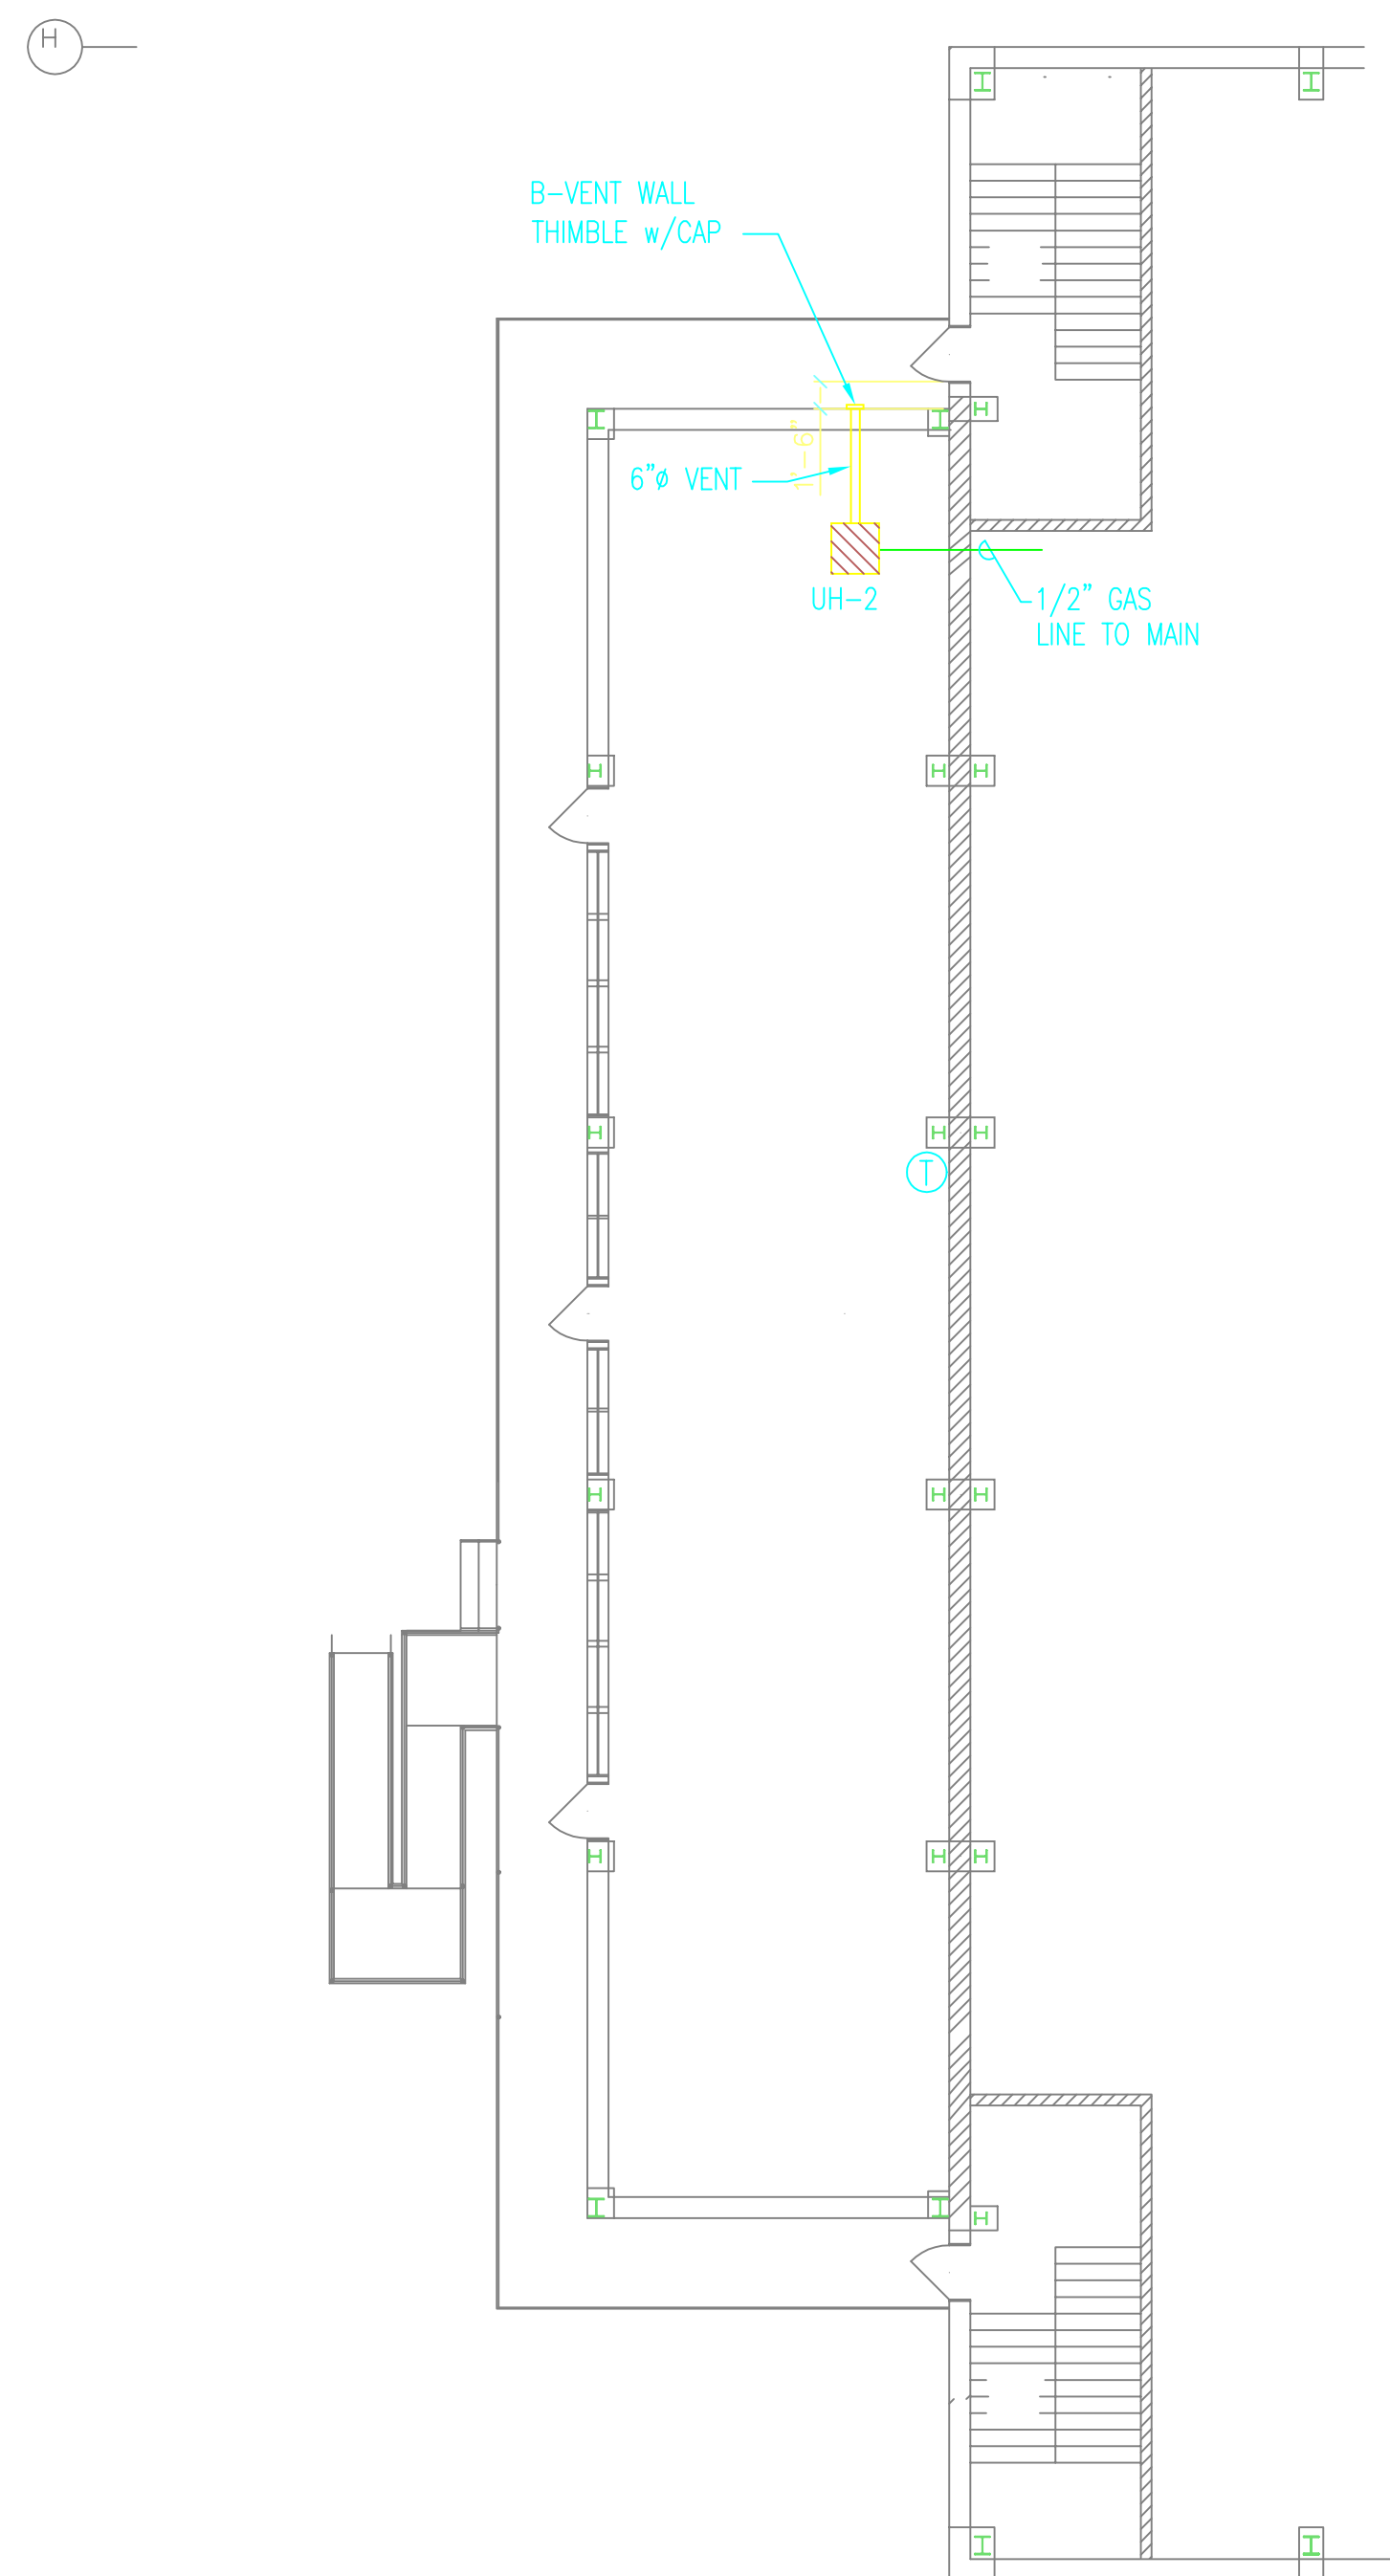 H
B-VENT WALL
THIMBLE w/CAP
1'-6"
6"ø VENT
UH-2
1/2" GAS
LINE TO MAIN
T